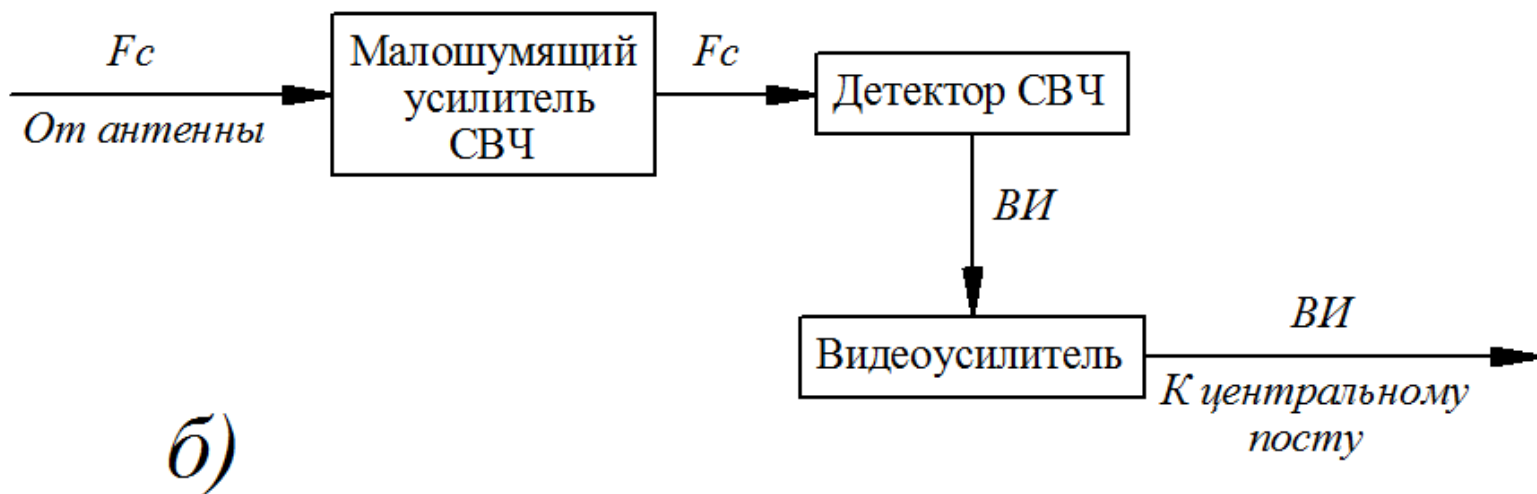 Fc
От антенны
Малошумящий
усилитель
СВЧ
Fc
Детектор СВЧ
ВИ
Видеоусилитель
ВИ
К центральному
посту
б)